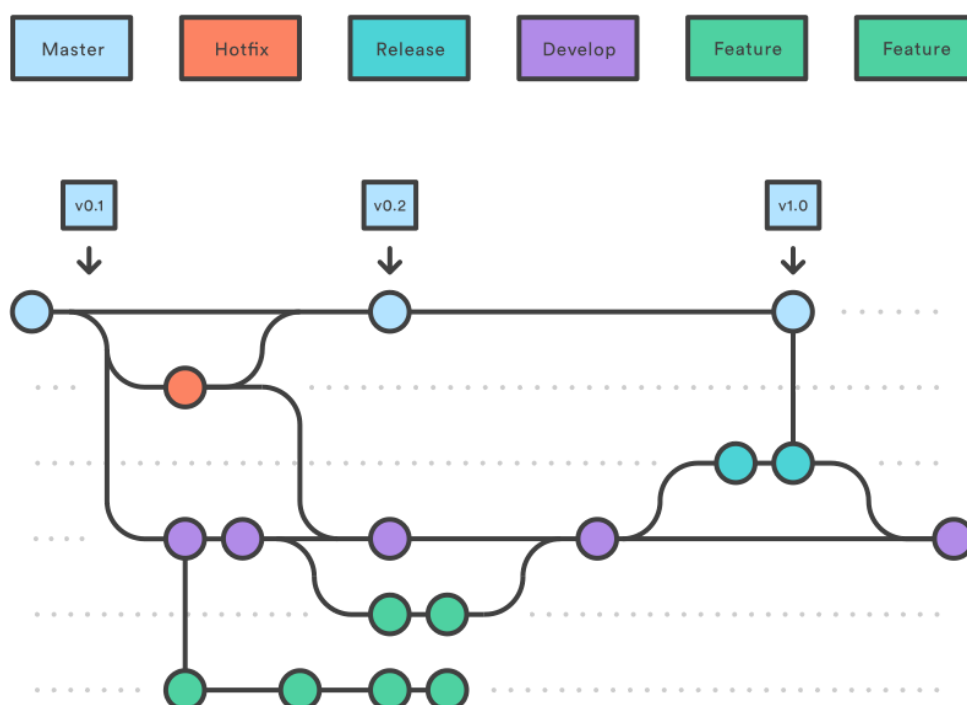 Master
Hotfix
Release
Develop
Feature
Feature
v0.1
v0.2
v1.0